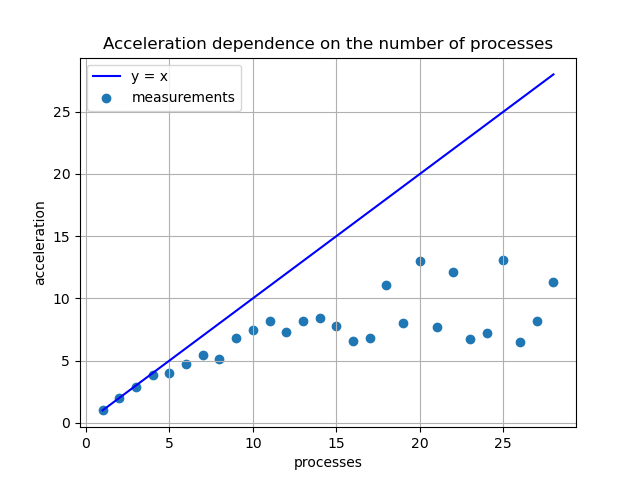 Acceleration dependence on the number of processes
y = x
measurements
25
20
15
10
5
0
acceleration
0 5 10 15 20 25
processes